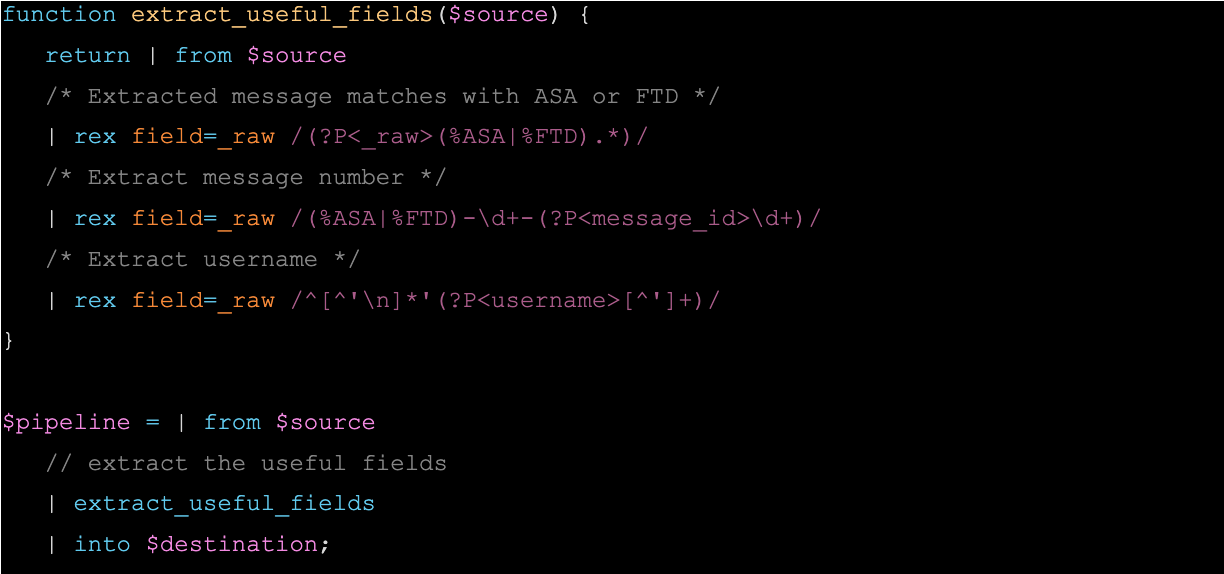 function extract_useful_fields($source) {
   return | from $source
   /* Extracted message matches with ASA or FTD */
   | rex field=_raw /(?P<_raw>(%ASA|%FTD).*)/
   /* Extract message number */
   | rex field=_raw /(%ASA|%FTD)-\d+-(?P<message_id>\d+)/
   /* Extract username */
   | rex field=_raw /^[^'\n]*'(?P<username>[^']+)/
}
$pipeline = | from $source
   // extract the useful fields
   | extract_useful_fields
   | into $destination;